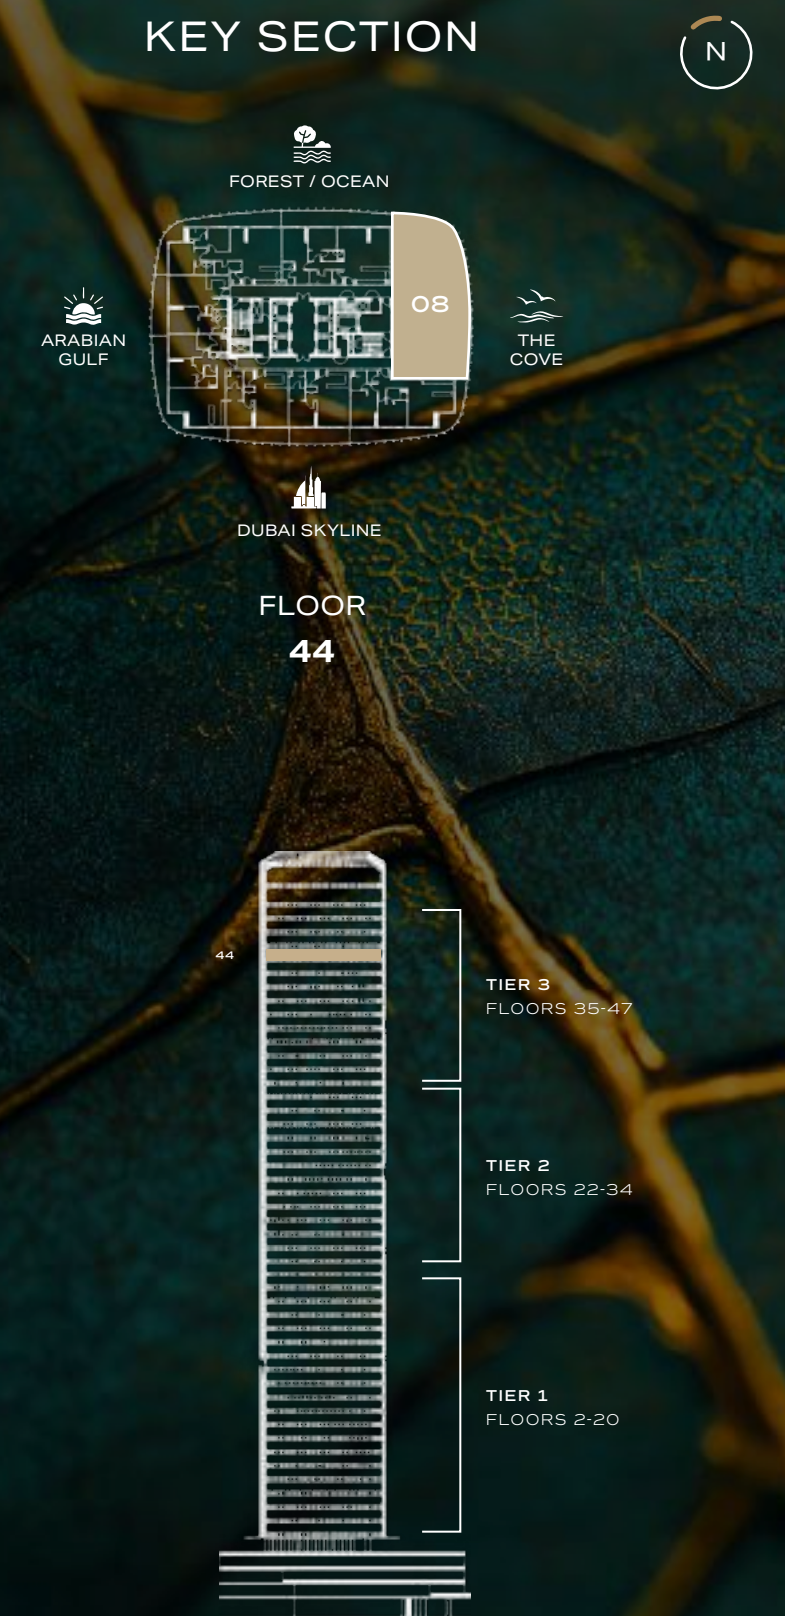 KEY SECTION
N
FOREST / OCEAN
08
ARABIAN
GULF
THE
COVE
DUBAI SKYLINE
FLOOR
44
44
TIER 3
FLOORS 35-47
TIER 2
FLOORS 22-34
TIER 1
FLOORS 2-20